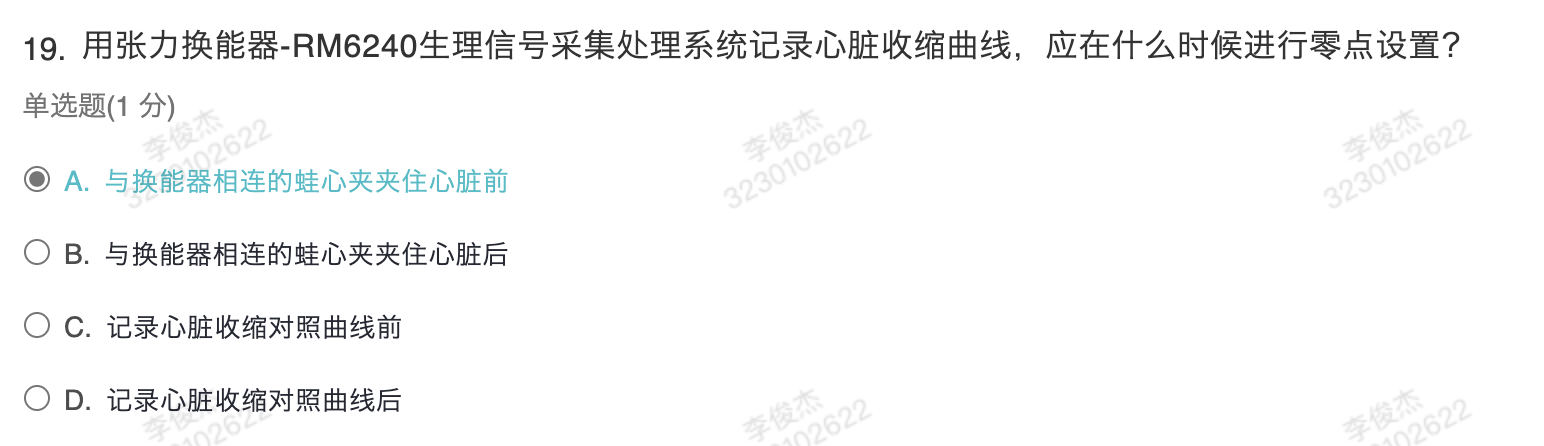 19. 用张力换能器-RM6240生理信号采集处理系统记录心脏收缩曲线，应在什么时候进行零点设置？
单选题(1 分)
李俊杰 李俊杰 李俊杰
3230102622 3230102622 3230102622
A. 与换能器相连的蛙心夹夹住心脏前
B. 与换能器相连的蛙心夹夹住心脏后
C. 记录心脏收缩对照曲线前
D. 记录心脏收缩对照曲线后
李俊杰 李俊杰 李俊杰
3230102622